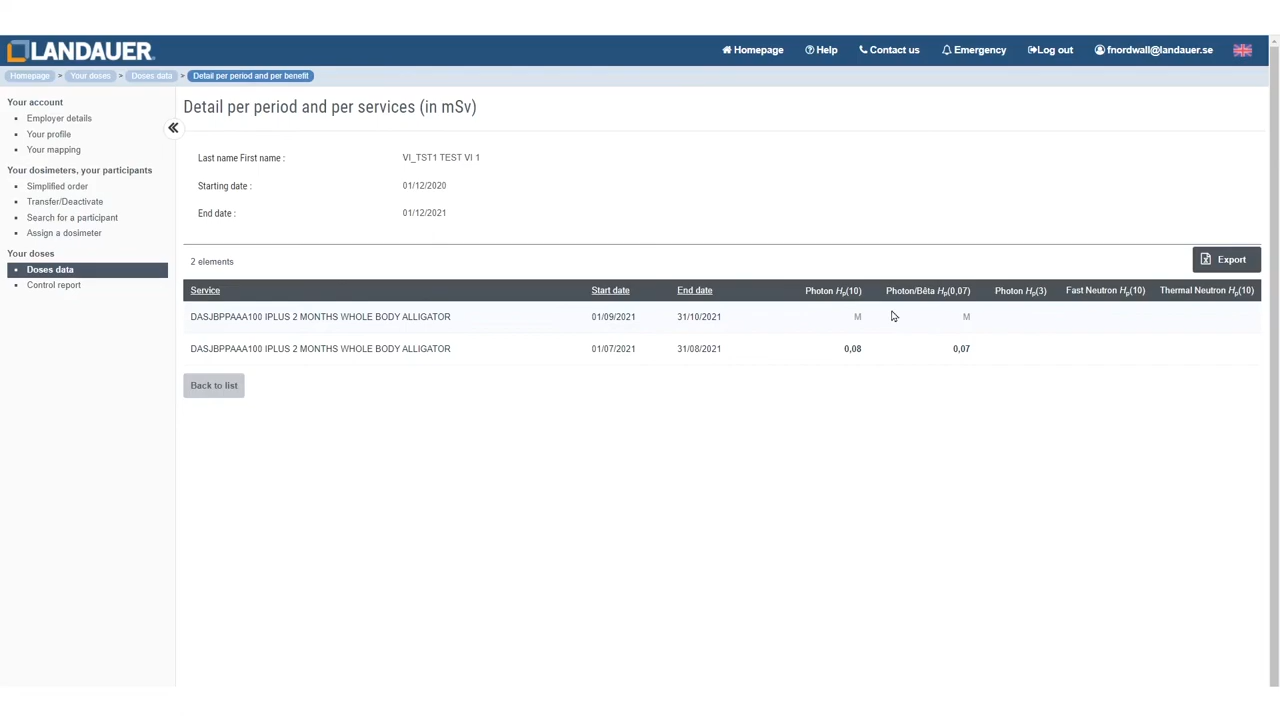 LANDAUER
Homepage Help Contact us Emergency Log out fnordwall@landauer.se
Homepage > Your doses > Doses data > Detail per period and per benefit
Your account
• Employer details
• Your profile
• Your mapping
Your dosimeters, your participants
• Simplified order
• Transfer/Deactivate
• Search for a participant
• Assign a dosimeter
Your doses
• Doses data
• Control report
Detail per period and per services (in mSv)
Last name First name : VI_TST1 TEST VI 1
Starting date : 01/12/2020
End date : 01/12/2021
2 elements
Export
Service Start date End date Photon Hp(10) Photon/Bêta Hp(0,07) Photon Hp(3) Fast Neutron Hp(10) Thermal Neutron Hp(10)
DASJBPPAAA100 IPLUS 2 MONTHS WHOLE BODY ALLIGATOR 01/09/2021 31/10/2021 M M
DASJBPPAAA100 IPLUS 2 MONTHS WHOLE BODY ALLIGATOR 01/07/2021 31/08/2021 0,08 0,07
Back to list